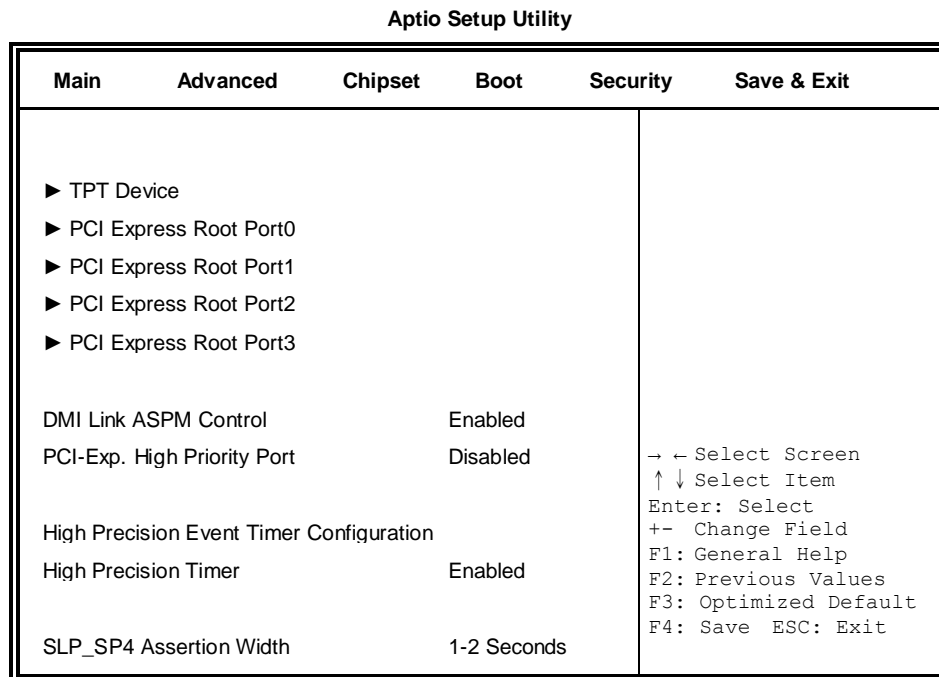 Aptio Setup Utility
Main Advanced Chipset Boot Security Save & Exit
► TPT Device
► PCI Express Root Port0
► PCI Express Root Port1
► PCI Express Root Port2
► PCI Express Root Port3
DMI Link ASPM Control Enabled
PCI-Exp. High Priority Port Disabled
High Precision Event Timer Configuration
High Precision Timer Enabled
SLP_SP4 Assertion Width 1-2 Seconds
→ ← Select Screen
↑ ↓ Select Item
Enter: Select
+- Change Field
F1: General Help
F2: Previous Values
F3: Optimized Default
F4: Save ESC: Exit